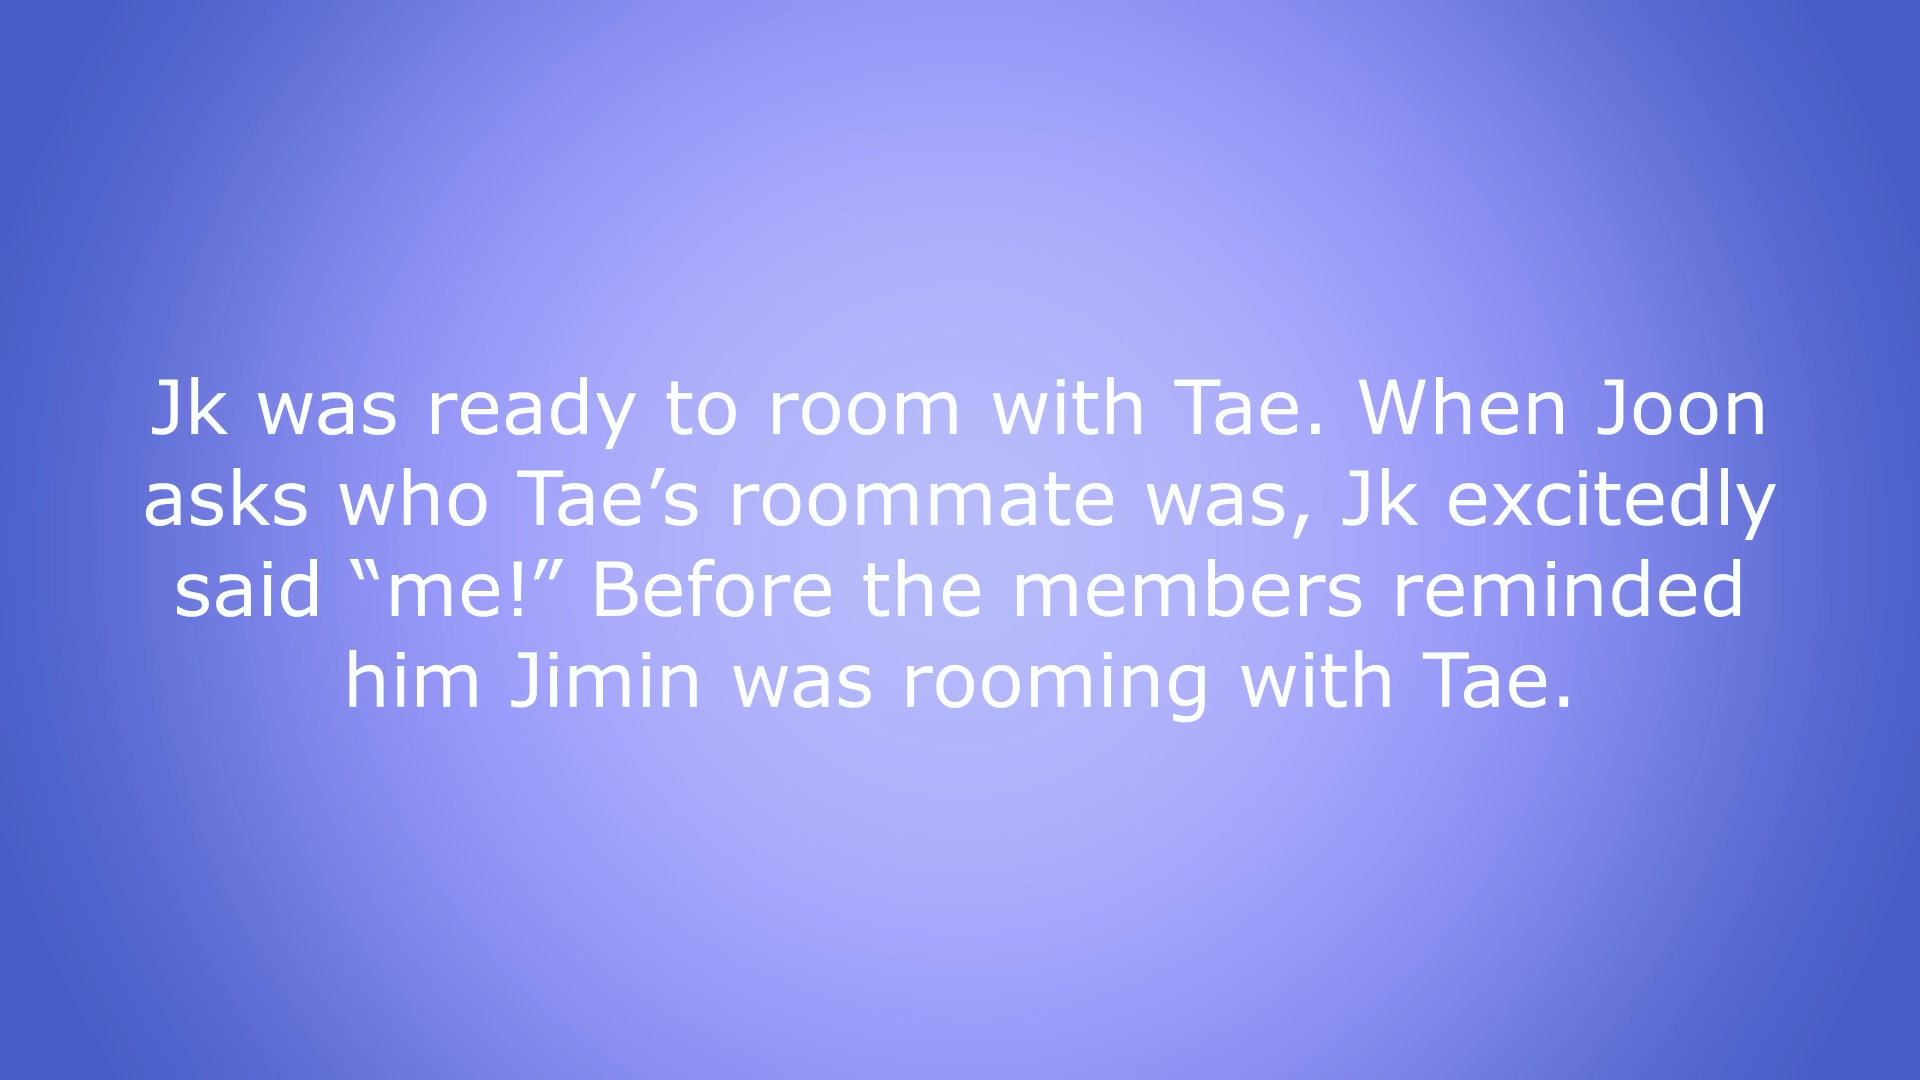 Jk was ready to room with Tae. When Joon
asks who Tae’s roommate was, Jk excitedly
said “me!” Before the members reminded
him Jimin was rooming with Tae.